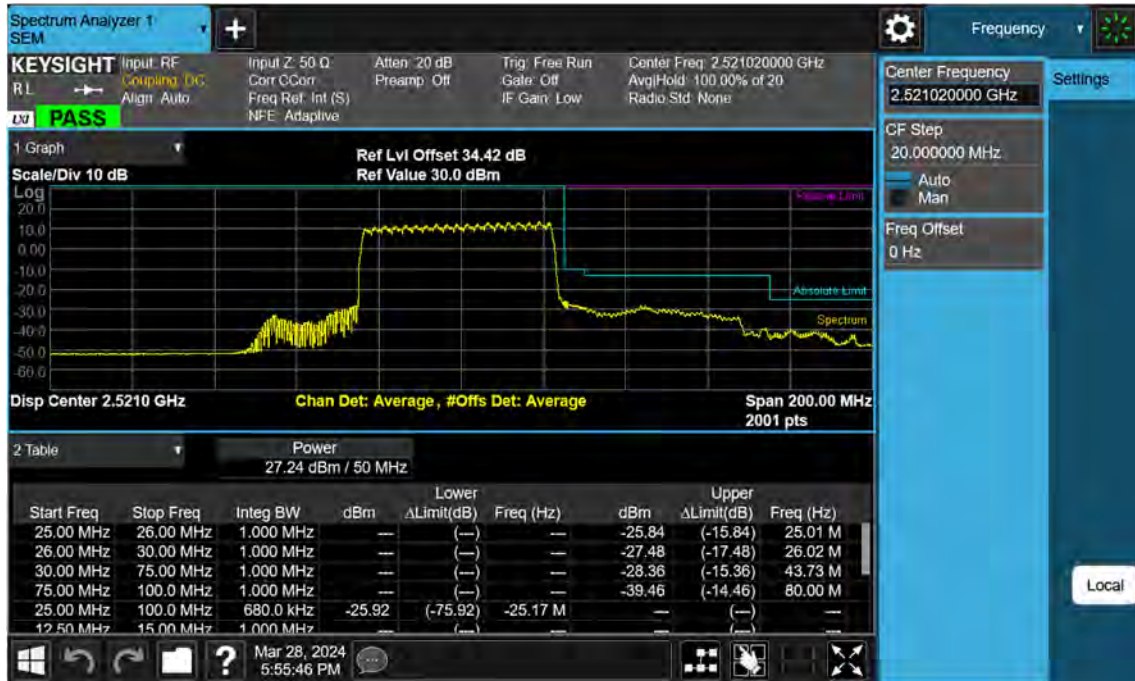 Spectrum Analyzer 1
SEM
Frequency
KEYSIGHT
RL
Input: RF
Coupling: DC
Align: Auto
Input Z: 50 Ω
Corr CCorr
Freq Ref: Int (S)
NFE: Adaptive
Atten: 20 dB
Preamp: Off
Trig: Free Run
Gate: Off
IF Gain: Low
Center Freq: 2.521020000 GHz
Avg|Hold: 100.00% of 20
Radio Std: None
LXI PASS
Center Frequency
2.521020000 GHz
Settings
CF Step
20.000000 MHz
Auto
Man
Freq Offset
0 Hz
1 Graph
Scale/Div 10 dB
Ref Lvl Offset 34.42 dB
Ref Value 30.0 dBm
Log
20.0
10.0
0.00
-10.0
-20.0
-30.0
-40.0
-50.0
-60.0
Absolute Limit
Spectrum
Disp Center 2.5210 GHz
Chan Det: Average, #Offs Det: Average
Span 200.00 MHz
2001 pts
2 Table
Power
27.24 dBm / 50 MHz
Lower Upper
Start Freq Stop Freq Integ BW dBm ΔLimit(dB) Freq (Hz) dBm ΔLimit(dB) Freq (Hz)
25.00 MHz 26.00 MHz 1.000 MHz --- (---) --- -25.84 (-15.84) 25.01 M
26.00 MHz 30.00 MHz 1.000 MHz --- (---) --- -27.48 (-17.48) 26.02 M
30.00 MHz 75.00 MHz 1.000 MHz --- (---) --- -28.36 (-15.36) 43.73 M
75.00 MHz 100.0 MHz 1.000 MHz --- (---) --- -39.46 (-14.46) 80.00 M
25.00 MHz 100.0 MHz 680.0 kHz -25.92 (-75.92) -25.17 M --- (---) ---
12.50 MHz 15.00 MHz 1.000 MHz --- (---) --- --- (---) ---
Local
Mar 28, 2024
5:55:46 PM